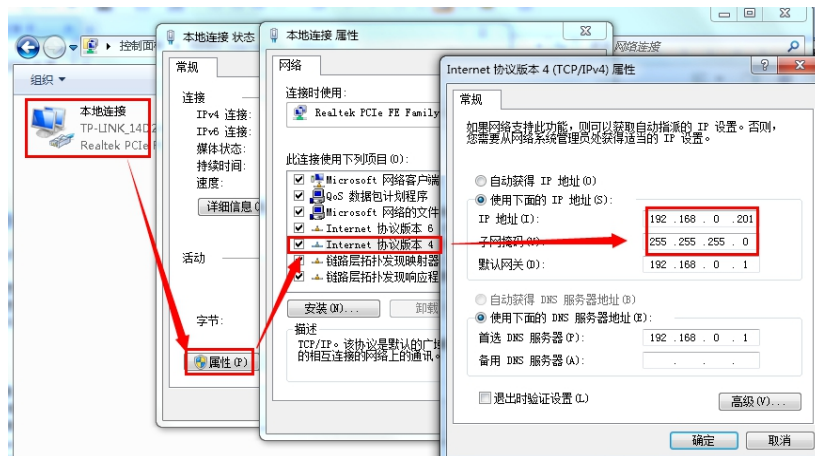 控制面
网络连接
组织
本地连接
TP-LINK_14D2
Realtek PCIe
本地连接 状态
常规
连接
IPv4 连接:
IPv6 连接:
媒体状态:
持续时间:
速度:
详细信息
活动
字节:
属性(P)
本地连接 属性
网络
连接时使用:
Realtek PCIe FE Family
此连接使用下列项目(O):
Microsoft 网络客户端
QoS 数据包计划程序
Microsoft 网络的文件
Internet 协议版本 6
Internet 协议版本 4
链路层拓扑发现映射器
链路层拓扑发现响应程
安装(N)...
卸载
描述
TCP/IP。该协议是默认的广域
的相互连接的网络上的通讯。
Internet 协议版本 4 (TCP/IPv4) 属性
常规
如果网络支持此功能,则可以获取自动指派的 IP 设置。否则,
您需要从网络系统管理员处获得适当的 IP 设置。
自动获得 IP 地址(O)
使用下面的 IP 地址(S):
IP 地址(I):
192 .168 . 0 .201
子网掩码(U):
255 .255 .255 . 0
默认网关(D):
192 .168 . 0 . 1
自动获得 DNS 服务器地址(B)
使用下面的 DNS 服务器地址(E):
首选 DNS 服务器(P):
192 .168 . 0 . 1
备用 DNS 服务器(A):
. . .
退出时验证设置(L)
高级(V)...
确定
取消